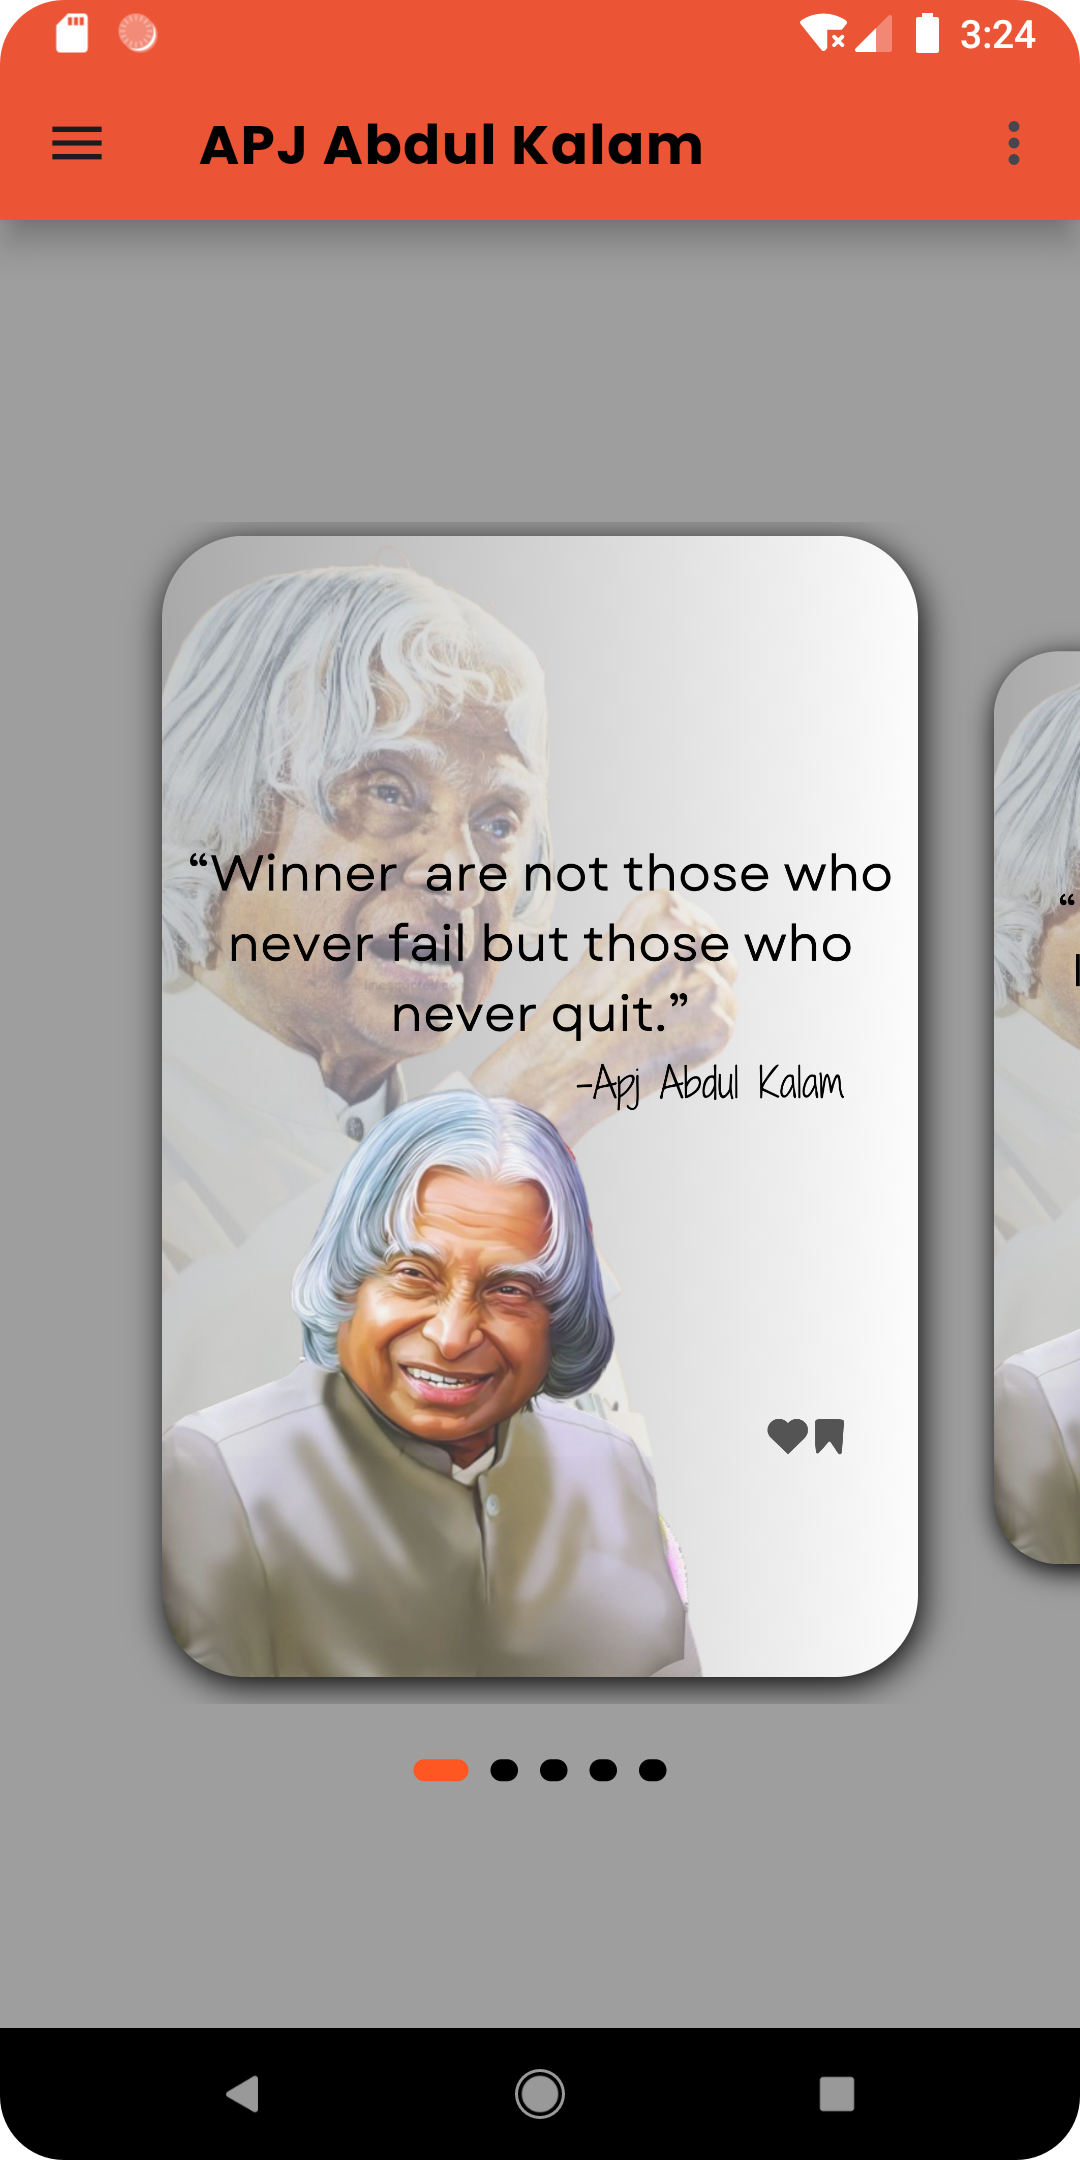 3:24
APJ Abdul Kalam
“Winner are not those who
never fail but those who
never quit.”
-Apj Abdul Kalam
“